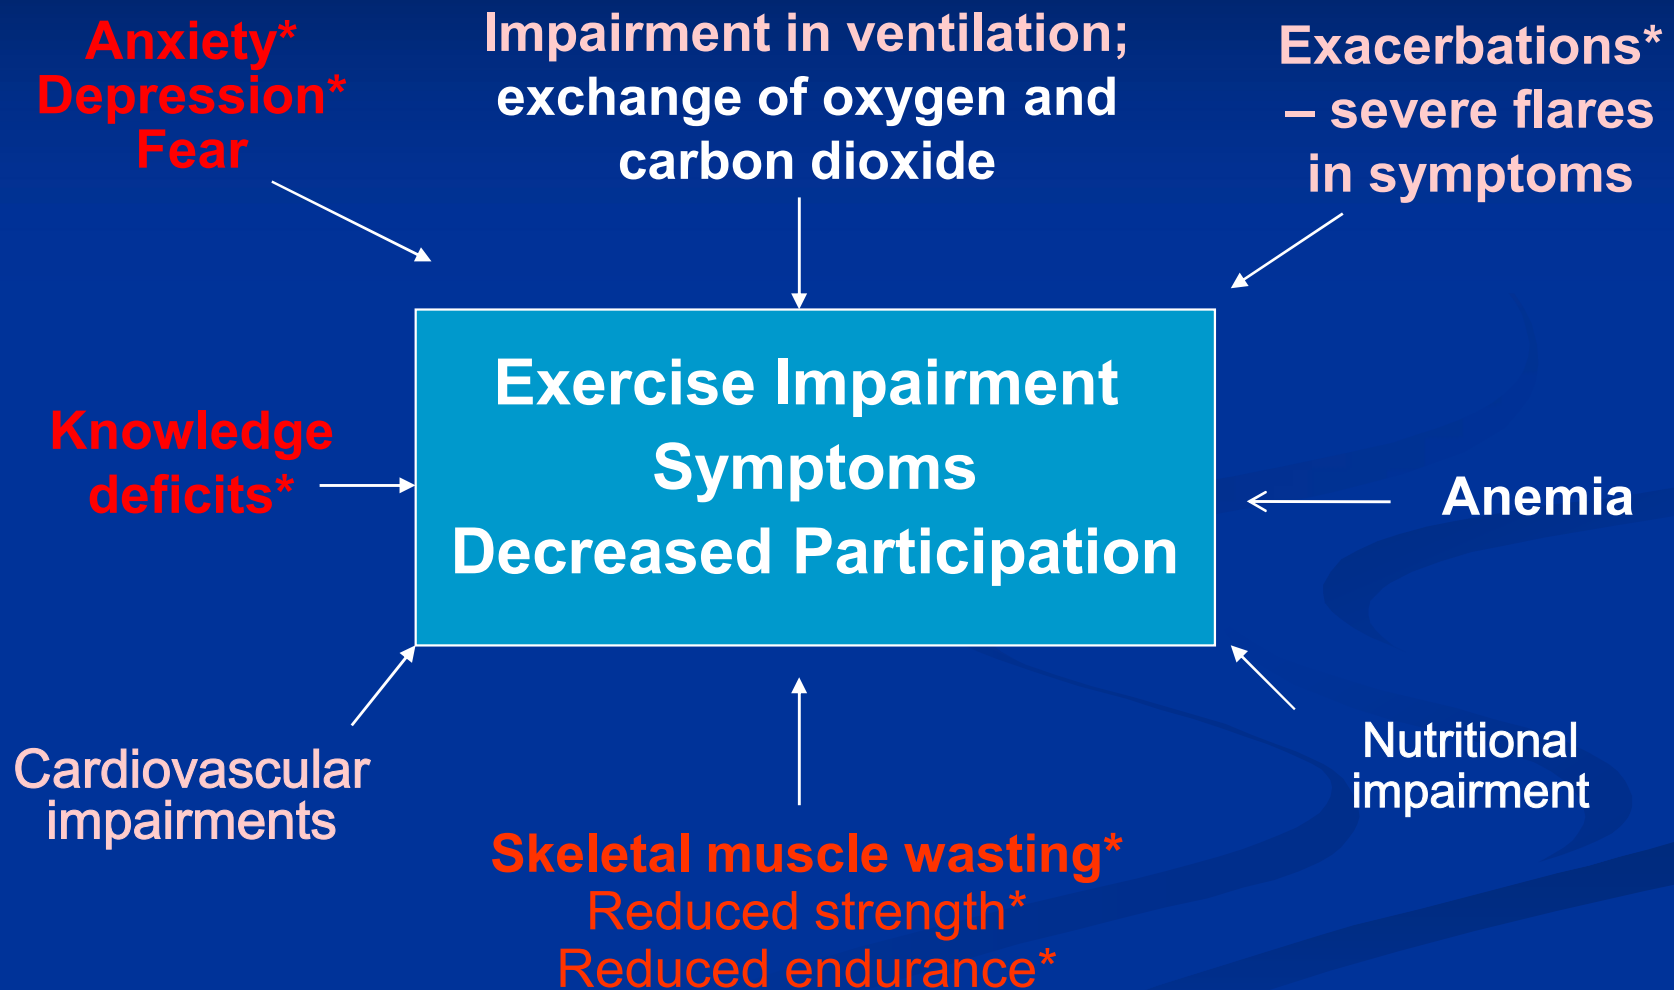 Anxiety*
Depression*
Fear
Impairment in ventilation;
exchange of oxygen and
carbon dioxide
Exacerbations*
– severe flares
in symptoms
Exercise Impairment
Symptoms
Decreased Participation
Knowledge
deficits*
Anemia
Cardiovascular
impairments
Skeletal muscle wasting*
Reduced strength*
Reduced endurance*
Nutritional
impairment